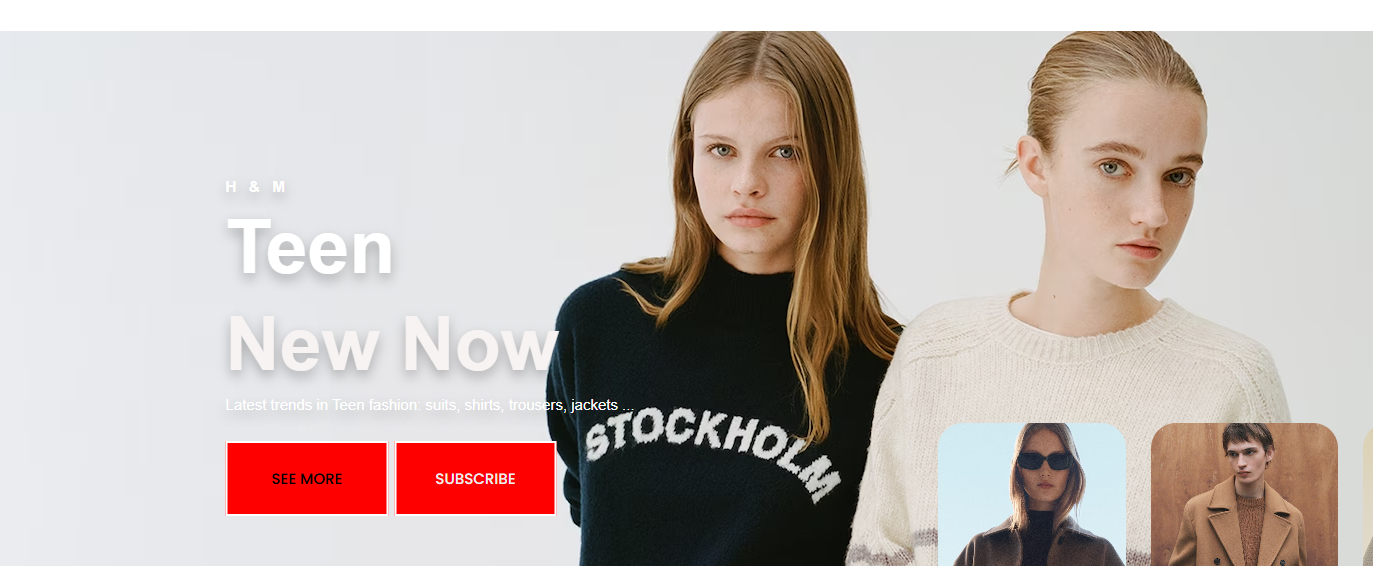 H & M
Teen
New Now
Latest trends in Teen fashion: suits, shirts, trousers, jackets ...
STOCKHOLM
SEE MORE
SUBSCRIBE